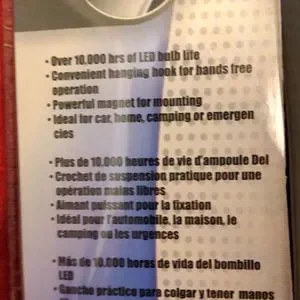 • Over 10,000 hrs of LED bulb life
• Convenient hanging hook for hands free
operation
• Powerful magnet for mounting
• Ideal for car, home, camping or emergen
cies
• Plus de 10.000 heures de vie d'ampoule Del
• Crochet de suspension pratique pour une
opération mains libres
• Aimant puissant pour la fixation
• Idéal pour l'automobile, la maison, le
camping ou les urgences
• Más de 10.000 horas de vida del bombillo
LED
• Gancho práctico para colgar y tener manos